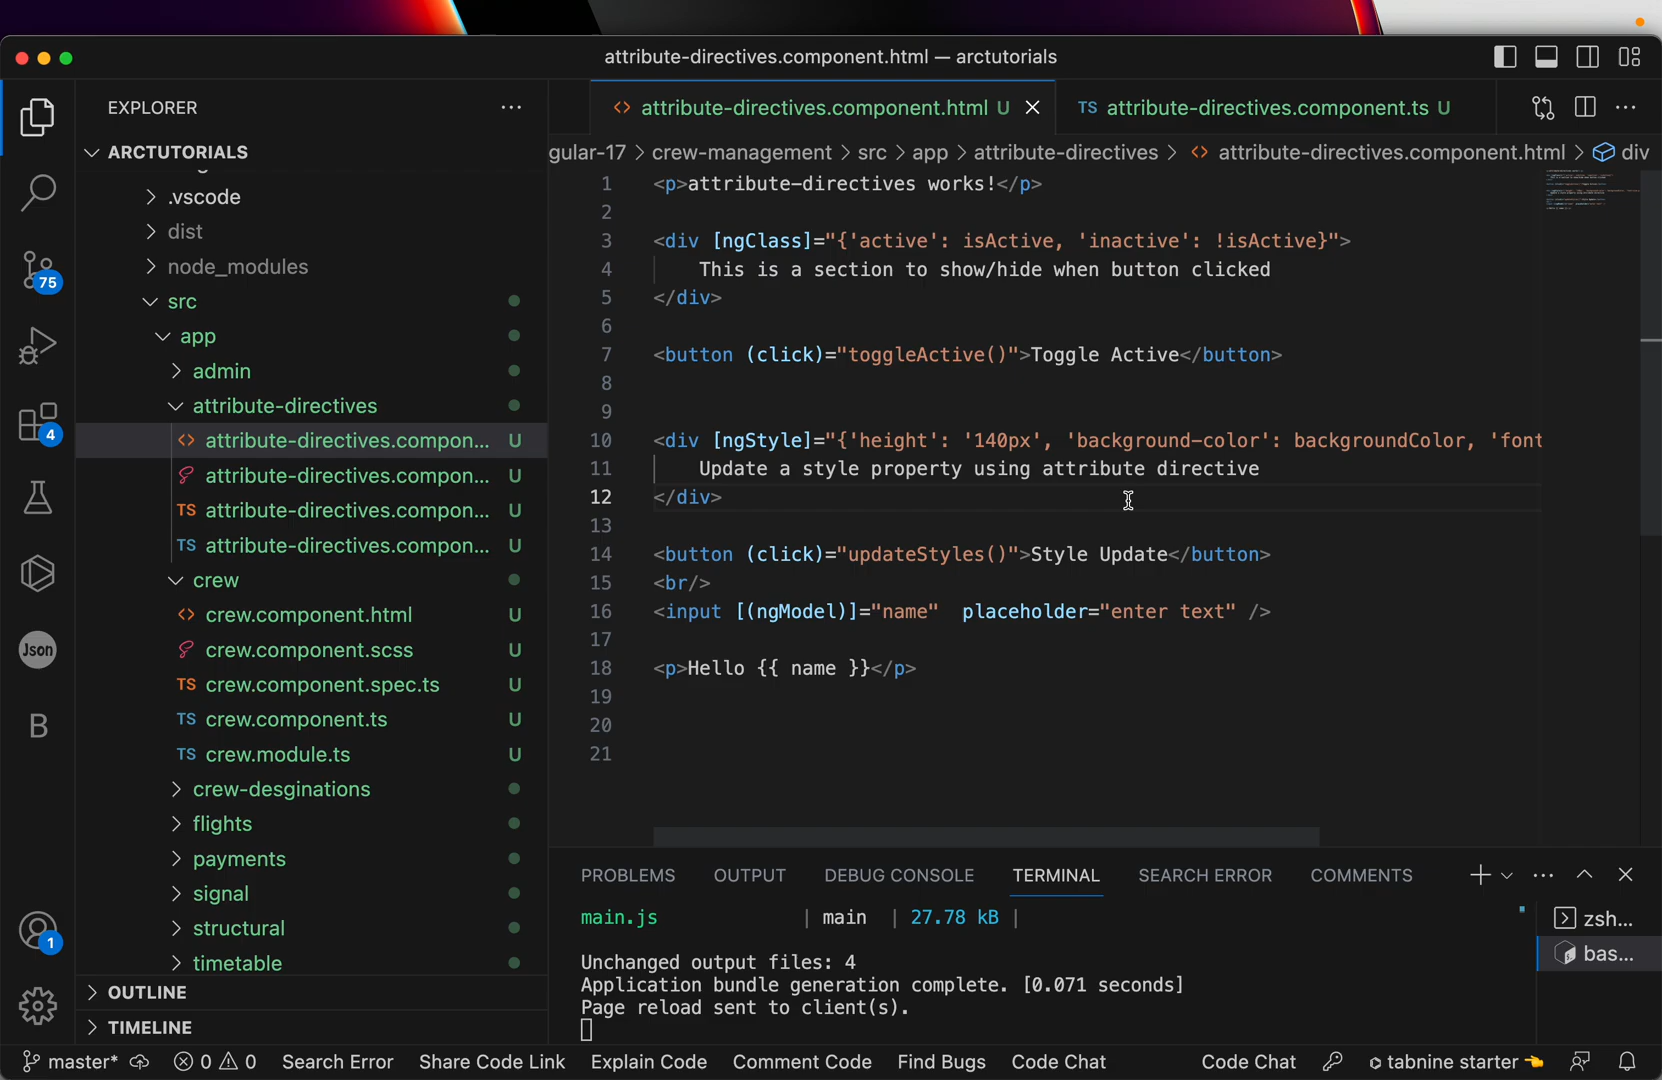 attribute-directives.component.html — arctutorials
EXPLORER
ARCTUTORIALS
.vscode
dist
node_modules
src
app
admin
attribute-directives
attribute-directives.compon... U
attribute-directives.compon... U
TS attribute-directives.compon... U
TS attribute-directives.compon... U
crew
crew.component.html U
crew.component.scss U
TS crew.component.spec.ts U
TS crew.component.ts U
TS crew.module.ts U
crew-desginations
flights
payments
signal
structural
timetable
OUTLINE
TIMELINE
75
4
Json
B
1
<> attribute-directives.component.html U
TS attribute-directives.component.ts U
gular-17 > crew-management > src > app > attribute-directives > <> attribute-directives.component.html > div
1 <p>attribute-directives works!</p>
2
3 <div [ngClass]="{'active': isActive, 'inactive': !isActive}">
4 This is a section to show/hide when button clicked
5 </div>
6
7 <button (click)="toggleActive()">Toggle Active</button>
8
9
10 <div [ngStyle]="{'height': '140px', 'background-color': backgroundColor, 'font
11 Update a style property using attribute directive
12 </div>
13
14 <button (click)="updateStyles()">Style Update</button>
15 <br/>
16 <input [(ngModel)]="name"  placeholder="enter text" />
17
18 <p>Hello {{ name }}</p>
19
20
21
PROBLEMS OUTPUT DEBUG CONSOLE TERMINAL SEARCH ERROR COMMENTS
main.js | main | 27.78 kB |
Unchanged output files: 4
Application bundle generation complete. [0.071 seconds]
Page reload sent to client(s).
zsh...
bas...
master* 0 0 Search Error Share Code Link Explain Code Comment Code Find Bugs Code Chat Code Chat tabnine starter